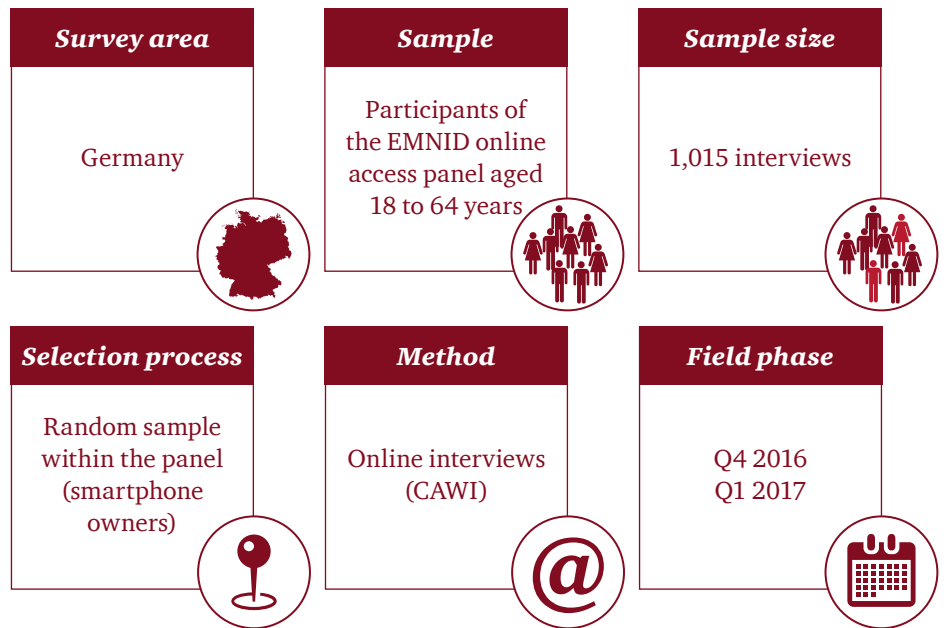 Survey area
Germany
Sample
Participants of
the EMNID online
access panel aged
18 to 64 years
Sample size
1,015 interviews
Selection process
Random sample
within the panel
(smartphone
owners)
Method
Online interviews
(CAWI)
@
Field phase
Q4 2016
Q1 2017